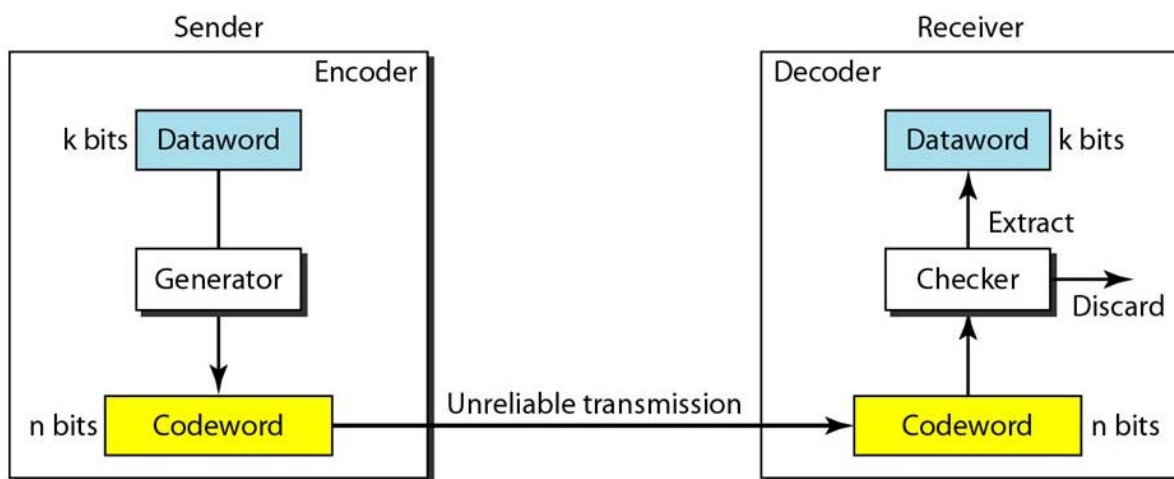 Sender
Encoder
k bits
Dataword
Generator
n bits
Codeword
Unreliable transmission
Receiver
Decoder
Dataword
k bits
Extract
Checker
Discard
Codeword
n bits